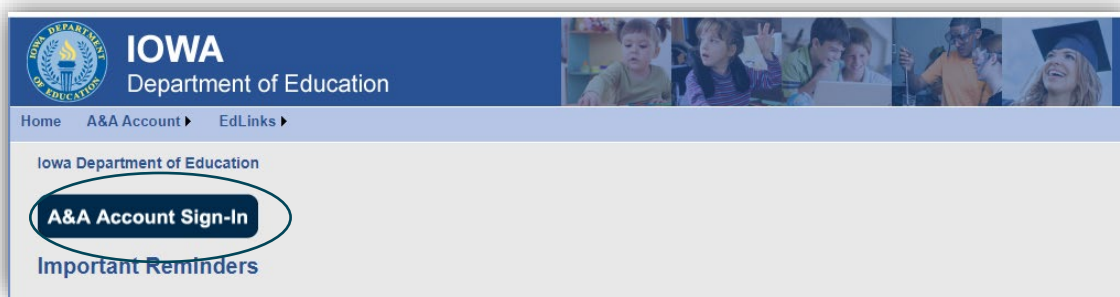 IOWA DEPARTMENT OF EDUCATION
IOWA
Department of Education
Home A&A Account EdLinks
Iowa Department of Education
A&A Account Sign-In
Important Reminders